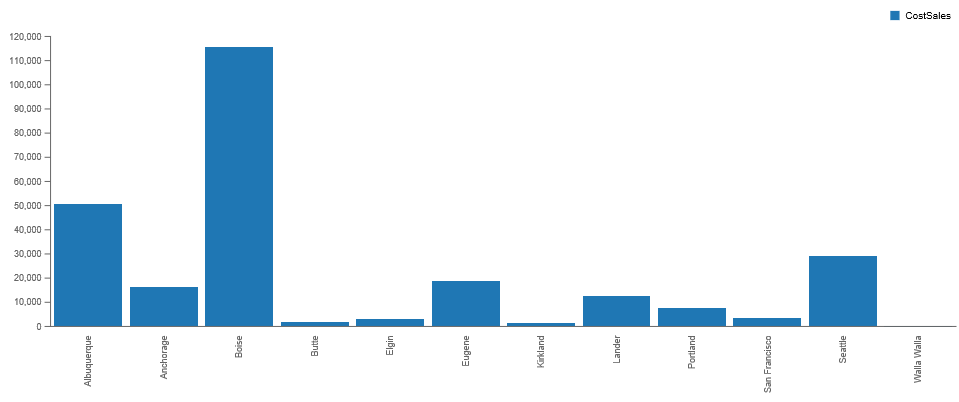 CostSales
120,000
110,000
100,000
90,000
80,000
70,000
60,000
50,000
40,000
30,000
20,000
10,000
0
Albuquerque
Anchorage
Boise
Butte
Elgin
Eugene
Kirkland
Lander
Portland
San Francisco
Seattle
Walla Walla